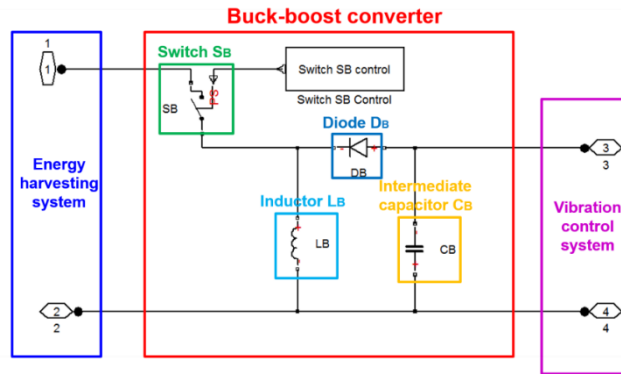 Buck-boost converter
1
Switch SB
1
Switch SB control
PS
SB
Switch SB Control
Diode DB
3
- +
3
Energy
harvesting
system
DB
Intermediate
capacitor CB
Inductor LB
Vibration
control
system
-
+
LB
CB
-
+
2
4
2
4